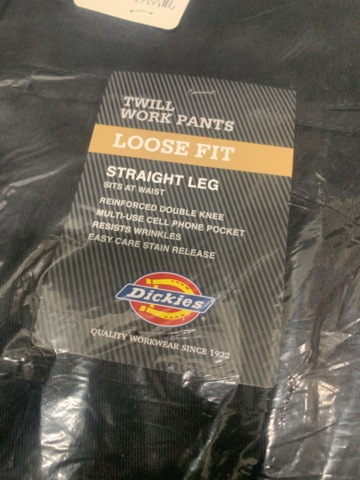 TWILL
WORK PANTS
LOOSE FIT
STRAIGHT LEG
SITS AT WAIST
REINFORCED DOUBLE KNEE
MULTI-USE CELL PHONE POCKET
RESISTS WRINKLES
EASY CARE STAIN RELEASE
Dickies
QUALITY WORKWEAR SINCE 1922